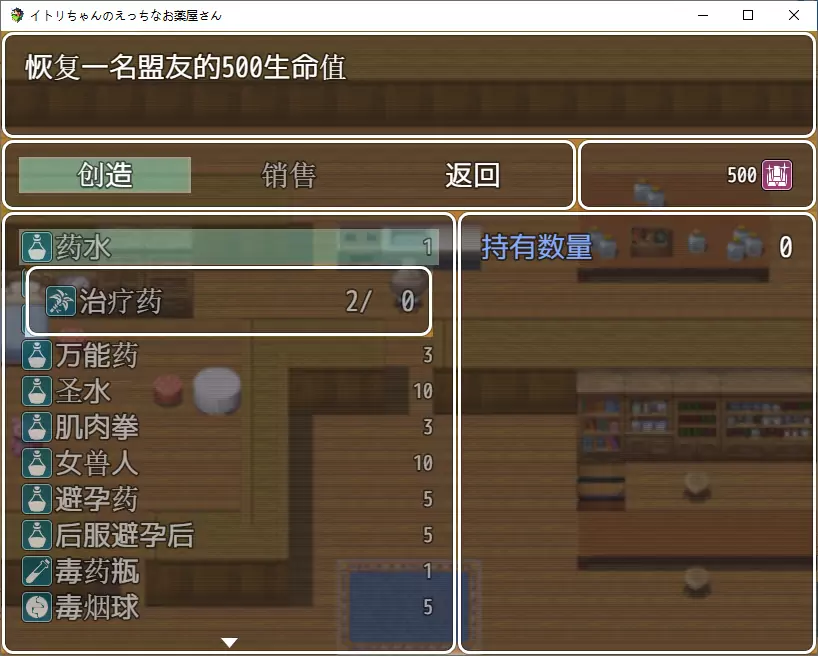 イトリちゃんのえっちなお薬屋さん
恢复一名盟友的500生命值
创造 销售 返回 500
药水 1
持有数量 0
治疗药 2/ 0
万能药 3
圣水 10
肌肉拳 3
女兽人 10
避孕药 5
后服避孕后 5
毒药瓶 1
毒烟球 5